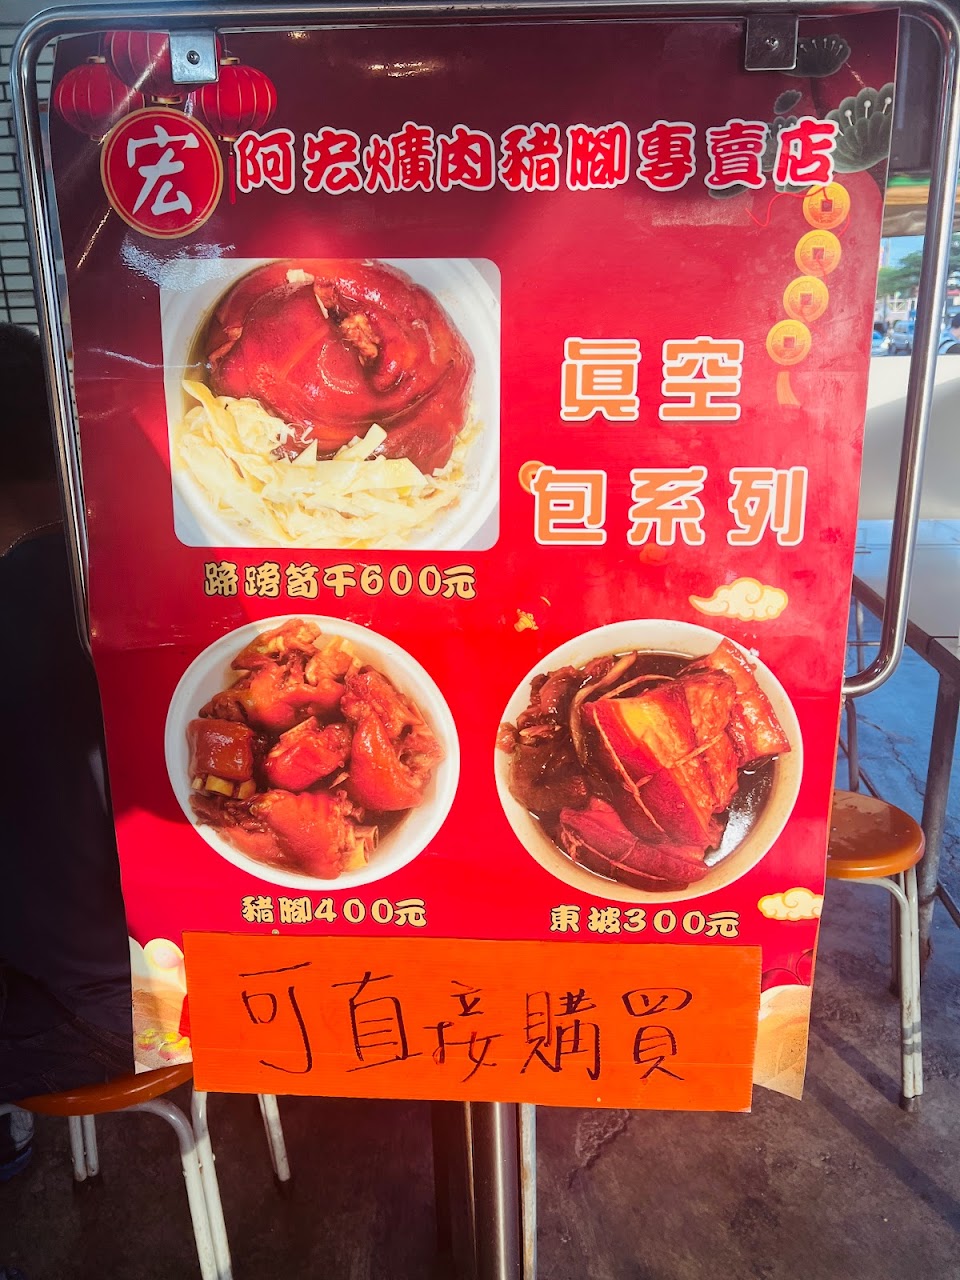 宏 阿宏爌肉豬腳專賣店
真空
包系列
蹄膀筍干600元
豬腳400元
東坡300元
可直接購買